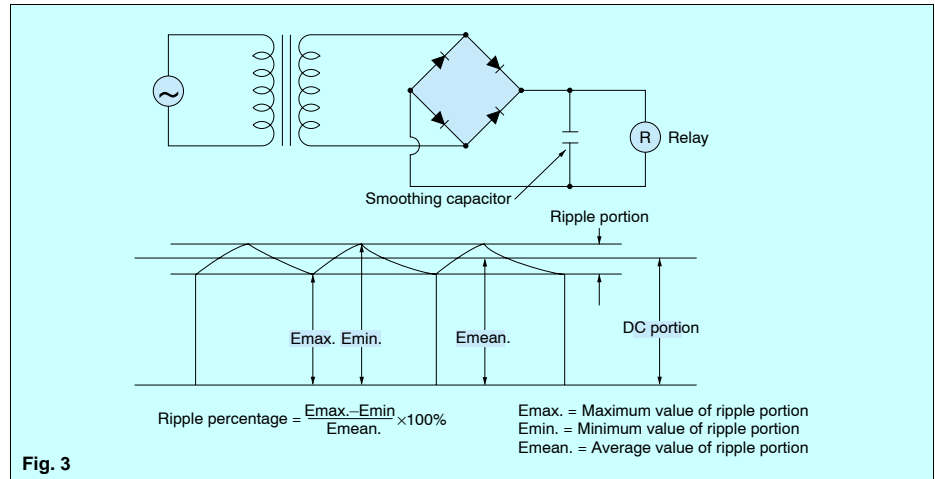 ~
R Relay
Smoothing capacitor
Ripple portion
Emax. Emin. Emean. DC portion
Ripple percentage = Emax.–Emin / Emean. ×100%
Emax. = Maximum value of ripple portion
Emin. = Minimum value of ripple portion
Emean. = Average value of ripple portion
Fig. 3